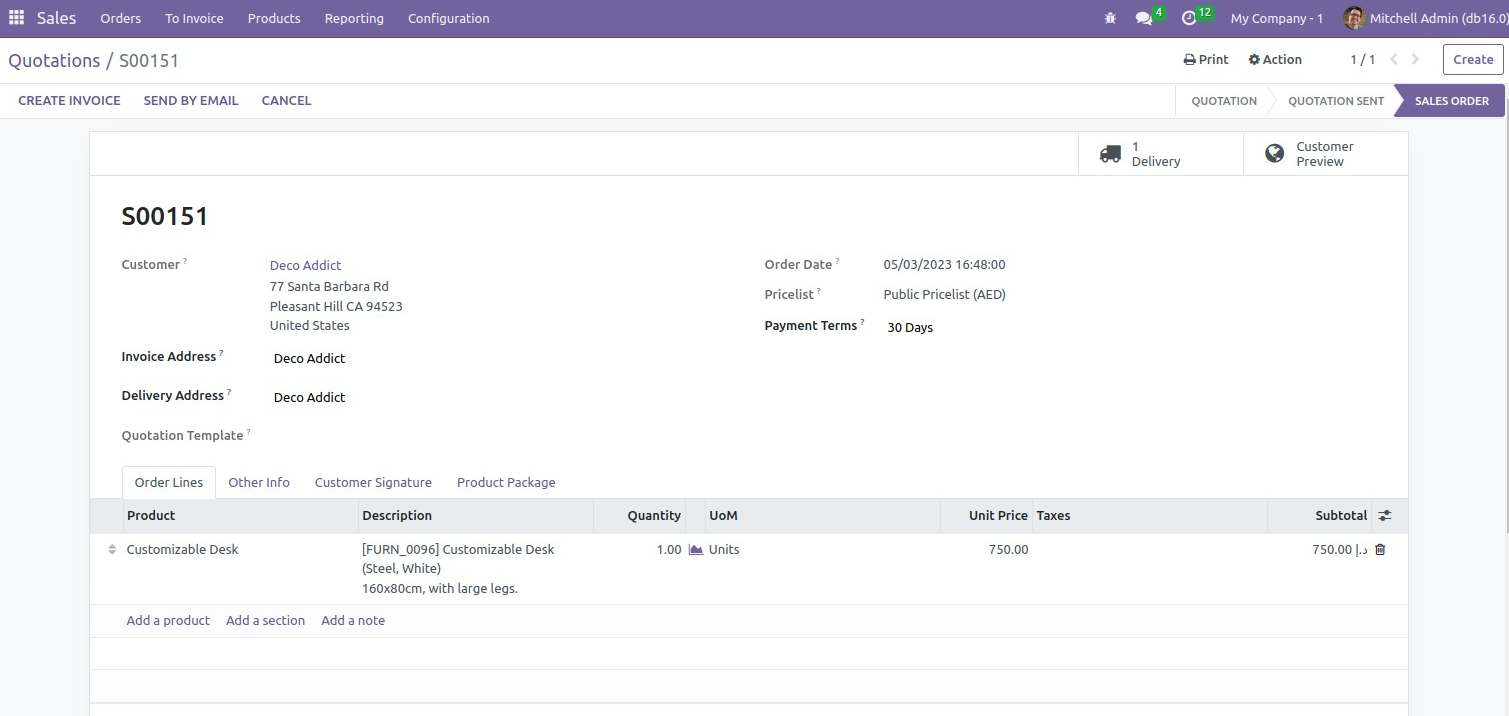 Sales Orders To Invoice Products Reporting Configuration 4 12 My Company - 1 Mitchell Admin (db16.0)
Quotations / S00151 Print Action 1 / 1 Create
CREATE INVOICE SEND BY EMAIL CANCEL QUOTATION QUOTATION SENT SALES ORDER
1
Delivery
Customer
Preview
S00151
Customer ? Deco Addict
77 Santa Barbara Rd
Pleasant Hill CA 94523
United States
Invoice Address ? Deco Addict
Delivery Address ? Deco Addict
Quotation Template ?
Order Date ? 05/03/2023 16:48:00
Pricelist ? Public Pricelist (AED)
Payment Terms ? 30 Days
Order Lines Other Info Customer Signature Product Package
Product Description Quantity UoM Unit Price Taxes Subtotal
Customizable Desk [FURN_0096] Customizable Desk 1.00 Units 750.00 750.00 د.إ
(Steel, White)
160x80cm, with large legs.
Add a product Add a section Add a note